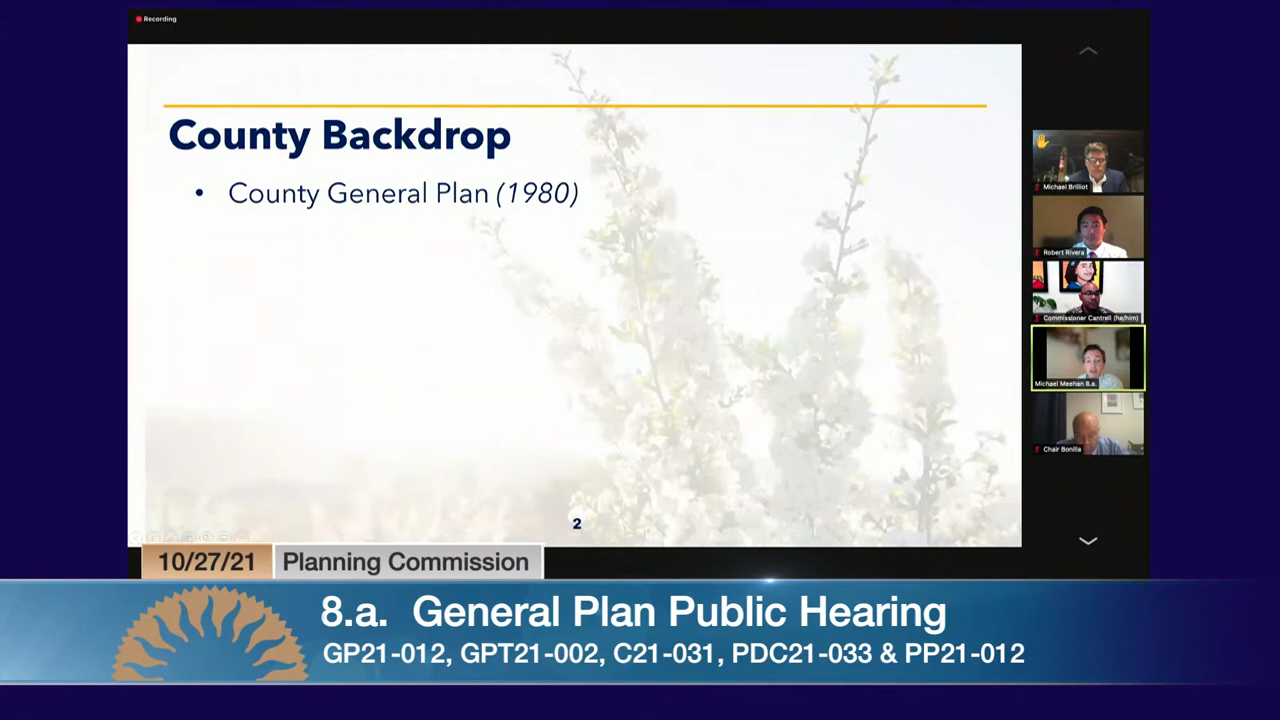 Recording
County Backdrop
• County General Plan (1980)
2
Michael Brilliot
Robert Rivera
Commissioner Cantrell (he/him)
Michael Meehan 8.a.
Chair Bonilla
10/27/21 Planning Commission
8.a. General Plan Public Hearing
GP21-012, GPT21-002, C21-031, PDC21-033 & PP21-012